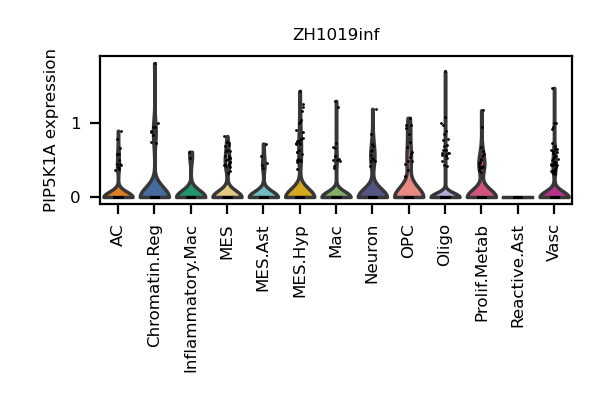 ZH1019inf
PIP5K1A expression
1
0
AC
Chromatin.Reg
Inflammatory.Mac
MES
MES.Ast
MES.Hyp
Mac
Neuron
OPC
Oligo
Prolif.Metab
Reactive.Ast
Vasc